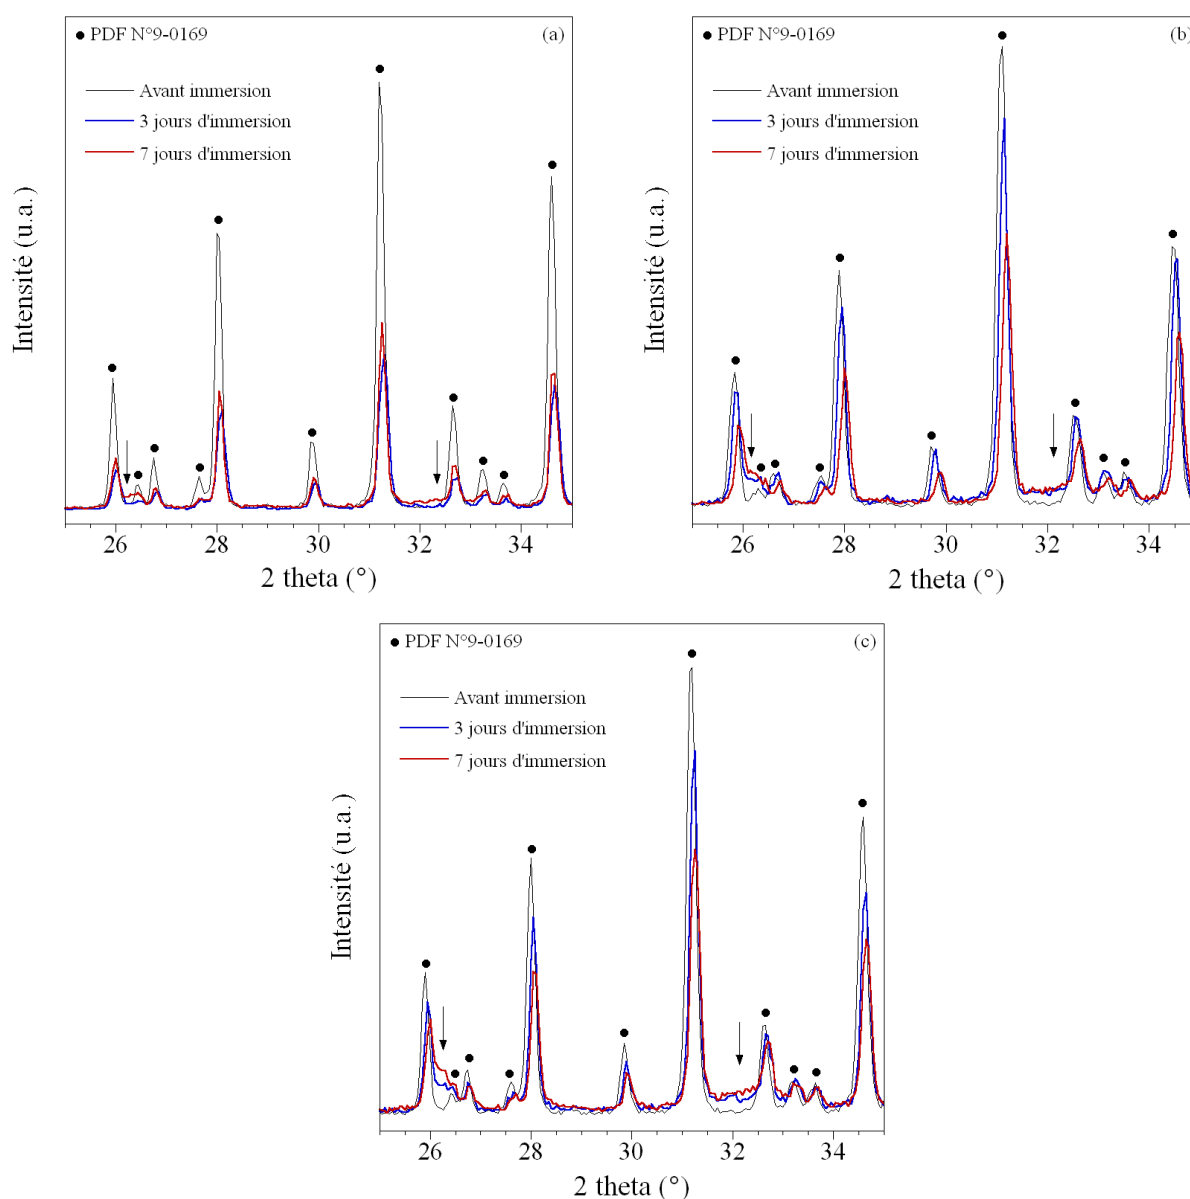 PDF N°9-0169
(a)
Avant immersion
3 jours d'immersion
7 jours d'immersion
Intensité (u.a.)
26 28 30 32 34
2 theta (°)
PDF N°9-0169
(b)
Avant immersion
3 jours d'immersion
7 jours d'immersion
Intensité (u.a.)
26 28 30 32 34
2 theta (°)
PDF N°9-0169
(c)
Avant immersion
3 jours d'immersion
7 jours d'immersion
Intensité (u.a.)
26 28 30 32 34
2 theta (°)